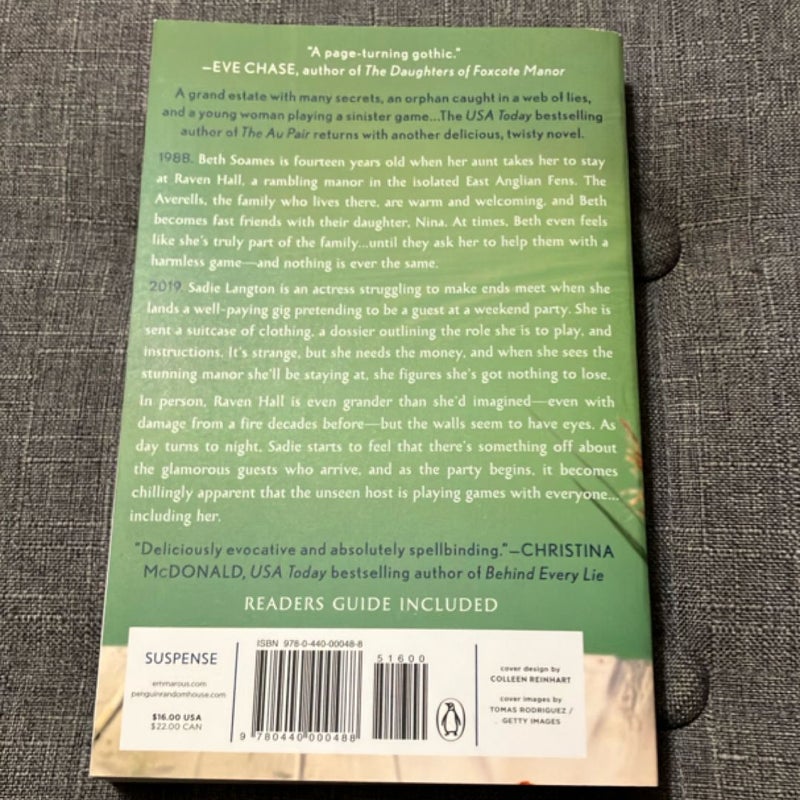 "A page-turning gothic."
—EVE CHASE, author of The Daughters of Foxcote Manor
A grand estate with many secrets, an orphan caught in a web of lies,
and a young woman playing a sinister game...The USA Today bestselling
author of The Au Pair returns with another delicious, twisty novel.
1988. Beth Soames is fourteen years old when her aunt takes her to stay
at Raven Hall, a rambling manor in the isolated East Anglian Fens. The
Averells, the family who lives there, are warm and welcoming, and Beth
becomes fast friends with their daughter, Nina. At times, Beth even feels
like she's truly part of the family...until they ask her to help them with a
harmless game—and nothing is ever the same.
2019. Sadie Langton is an actress struggling to make ends meet when she
lands a well-paying gig pretending to be a guest at a weekend party. She is
sent a suitcase of clothing, a dossier outlining the role she is to play, and
instructions. It's strange, but she needs the money, and when she sees the
stunning manor she'll be staying at, she figures she's got nothing to lose.
In person, Raven Hall is even grander than she'd imagined—even with
damage from a fire decades before—but the walls seem to have eyes. As
day turns to night, Sadie starts to feel that there's something off about
the glamorous guests who arrive, and as the party begins, it becomes
chillingly apparent that the unseen host is playing games with everyone...
including her.
"Deliciously evocative and absolutely spellbinding."—CHRISTINA
McDONALD, USA Today bestselling author of Behind Every Lie
READERS GUIDE INCLUDED
SUSPENSE
emmarous.com
penguinrandomhouse.com
$16.00 USA
$22.00 CAN
ISBN 978-0-440-00048-8
51600
9 780440 000488
cover design by
COLLEEN REINHART
cover images by
TOMAS RODRIGUEZ /
GETTY IMAGES